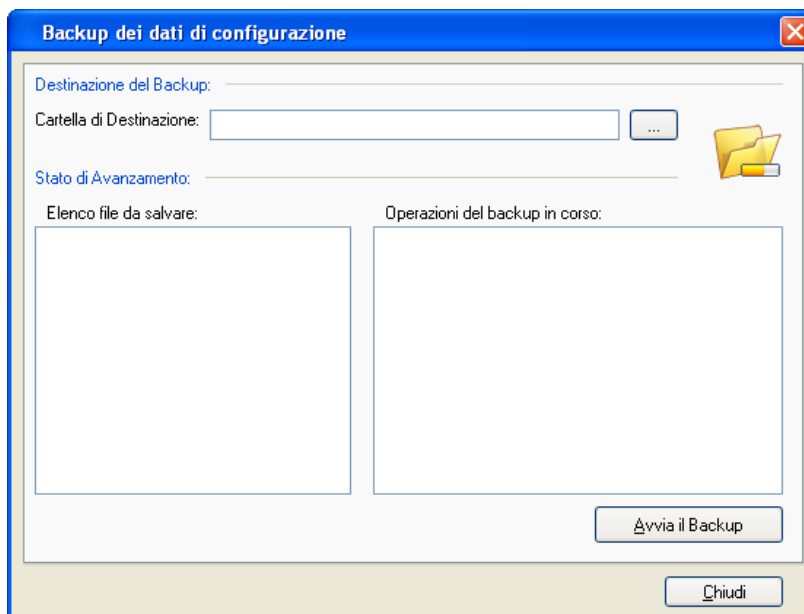 Backup dei dati di configurazione
Destinazione del Backup:
Cartella di Destinazione:
...
Stato di Avanzamento:
Elenco file da salvare:
Operazioni del backup in corso:
Avvia il Backup
Chiudi